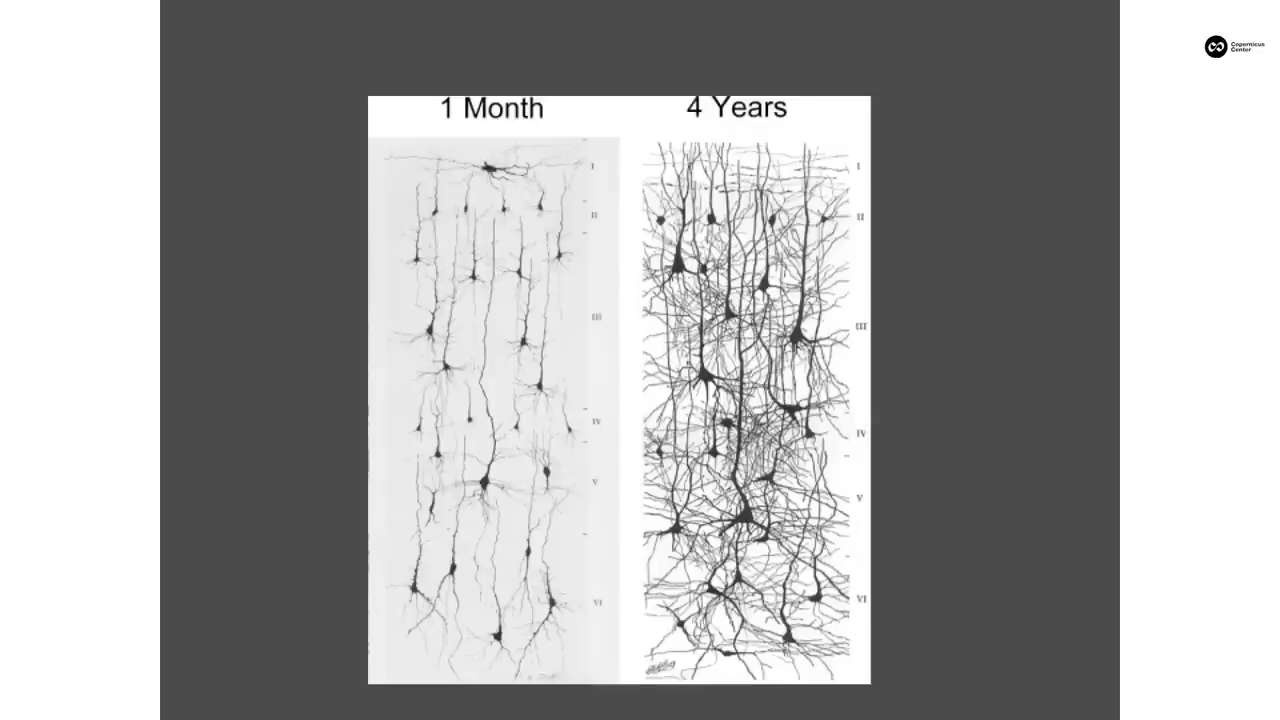 Copernicus
Center
1 Month
4 Years
I
II
III
IV
V
VI
I
II
III
IV
V
VI